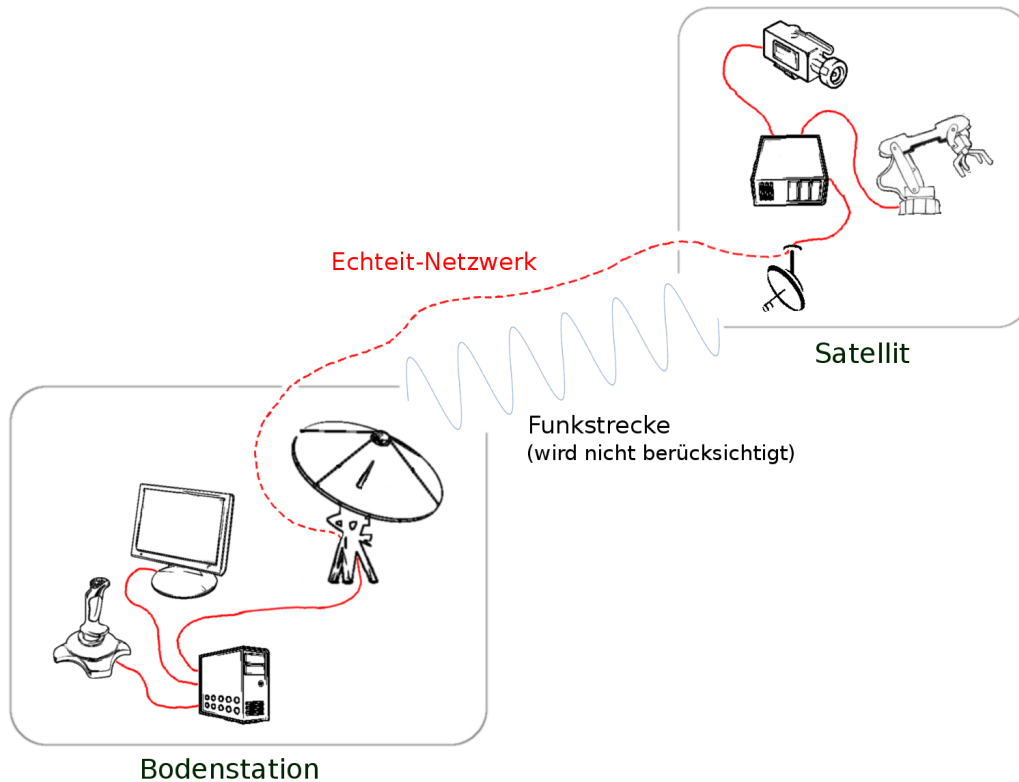 Echteit-Netzwerk
Satellit
Funkstrecke
(wird nicht berücksichtigt)
Bodenstation